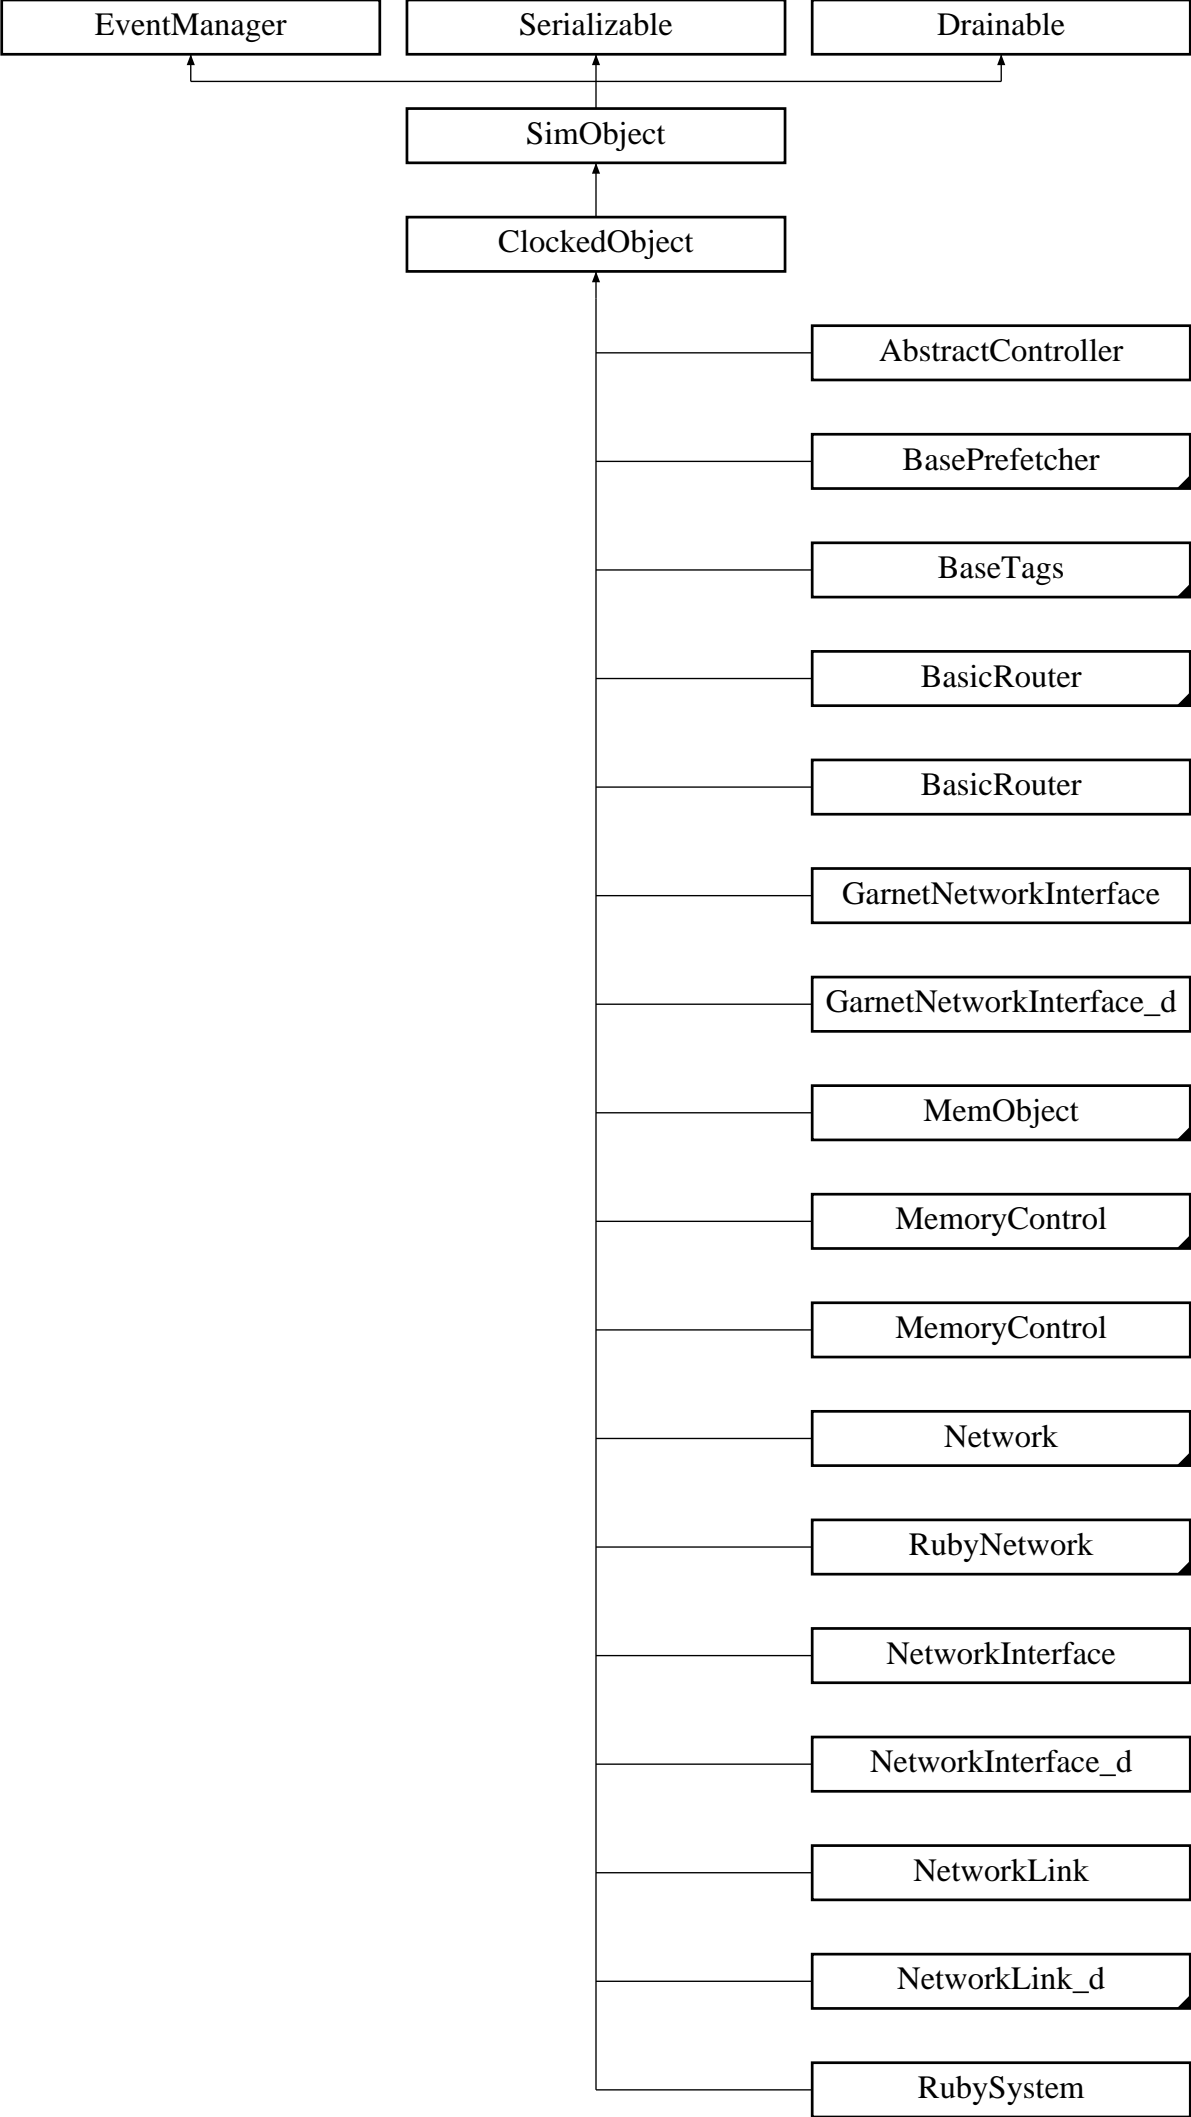 EventManager
Serializable
Drainable
SimObject
ClockedObject
AbstractController
BasePrefetcher
BaseTags
BasicRouter
BasicRouter
GarnetNetworkInterface
GarnetNetworkInterface_d
MemObject
MemoryControl
MemoryControl
Network
RubyNetwork
NetworkInterface
NetworkInterface_d
NetworkLink
NetworkLink_d
RubySystem